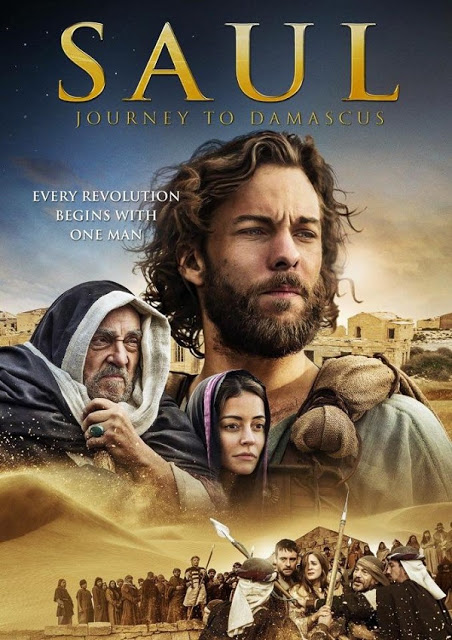 SAUL
JOURNEY TO DAMASCUS
EVERY REVOLUTION
BEGINS WITH
ONE MAN